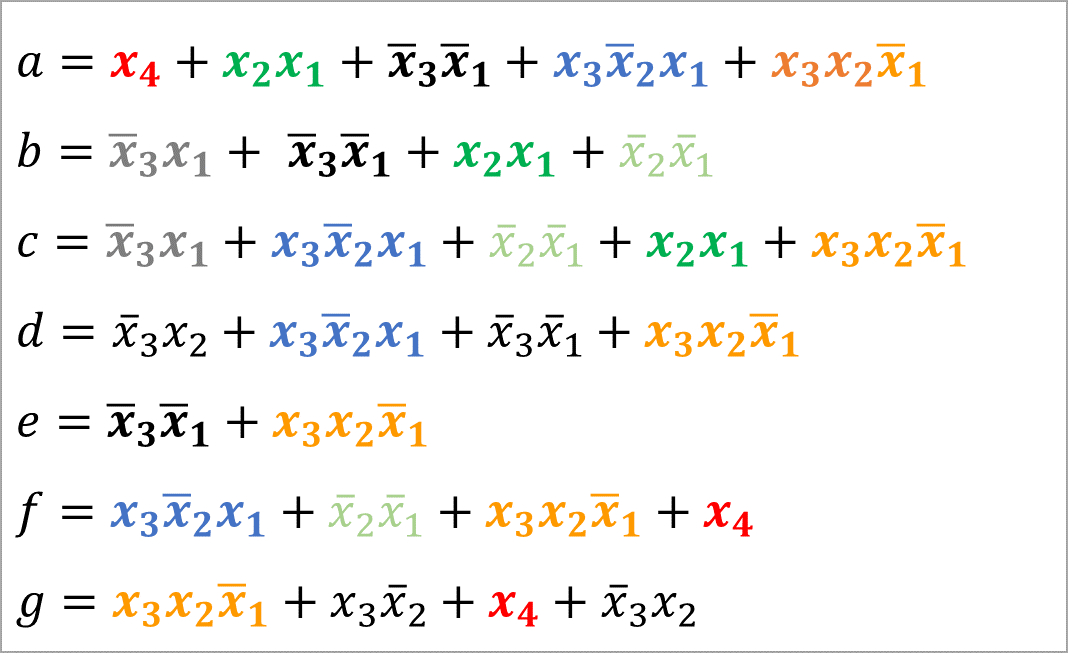 a = x₄ + x₂x₁ + x̅₃x̅₁ + x₃x̅₂x₁ + x₃x₂x̅₁
b = x̅₃x₁ + x̅₃x̅₁ + x₂x₁ + x̅₂x̅₁
c = x̅₃x₁ + x₃x̅₂x₁ + x̅₂x̅₁ + x₂x₁ + x₃x₂x̅₁
d = x̅₃x₂ + x₃x̅₂x₁ + x̅₃x̅₁ + x₃x₂x̅₁
e = x̅₃x̅₁ + x₃x₂x̅₁
f = x₃x̅₂x₁ + x̅₂x̅₁ + x₃x₂x̅₁ + x₄
g = x₃x₂x̅₁ + x₃x̅₂ + x₄ + x̅₃x₂